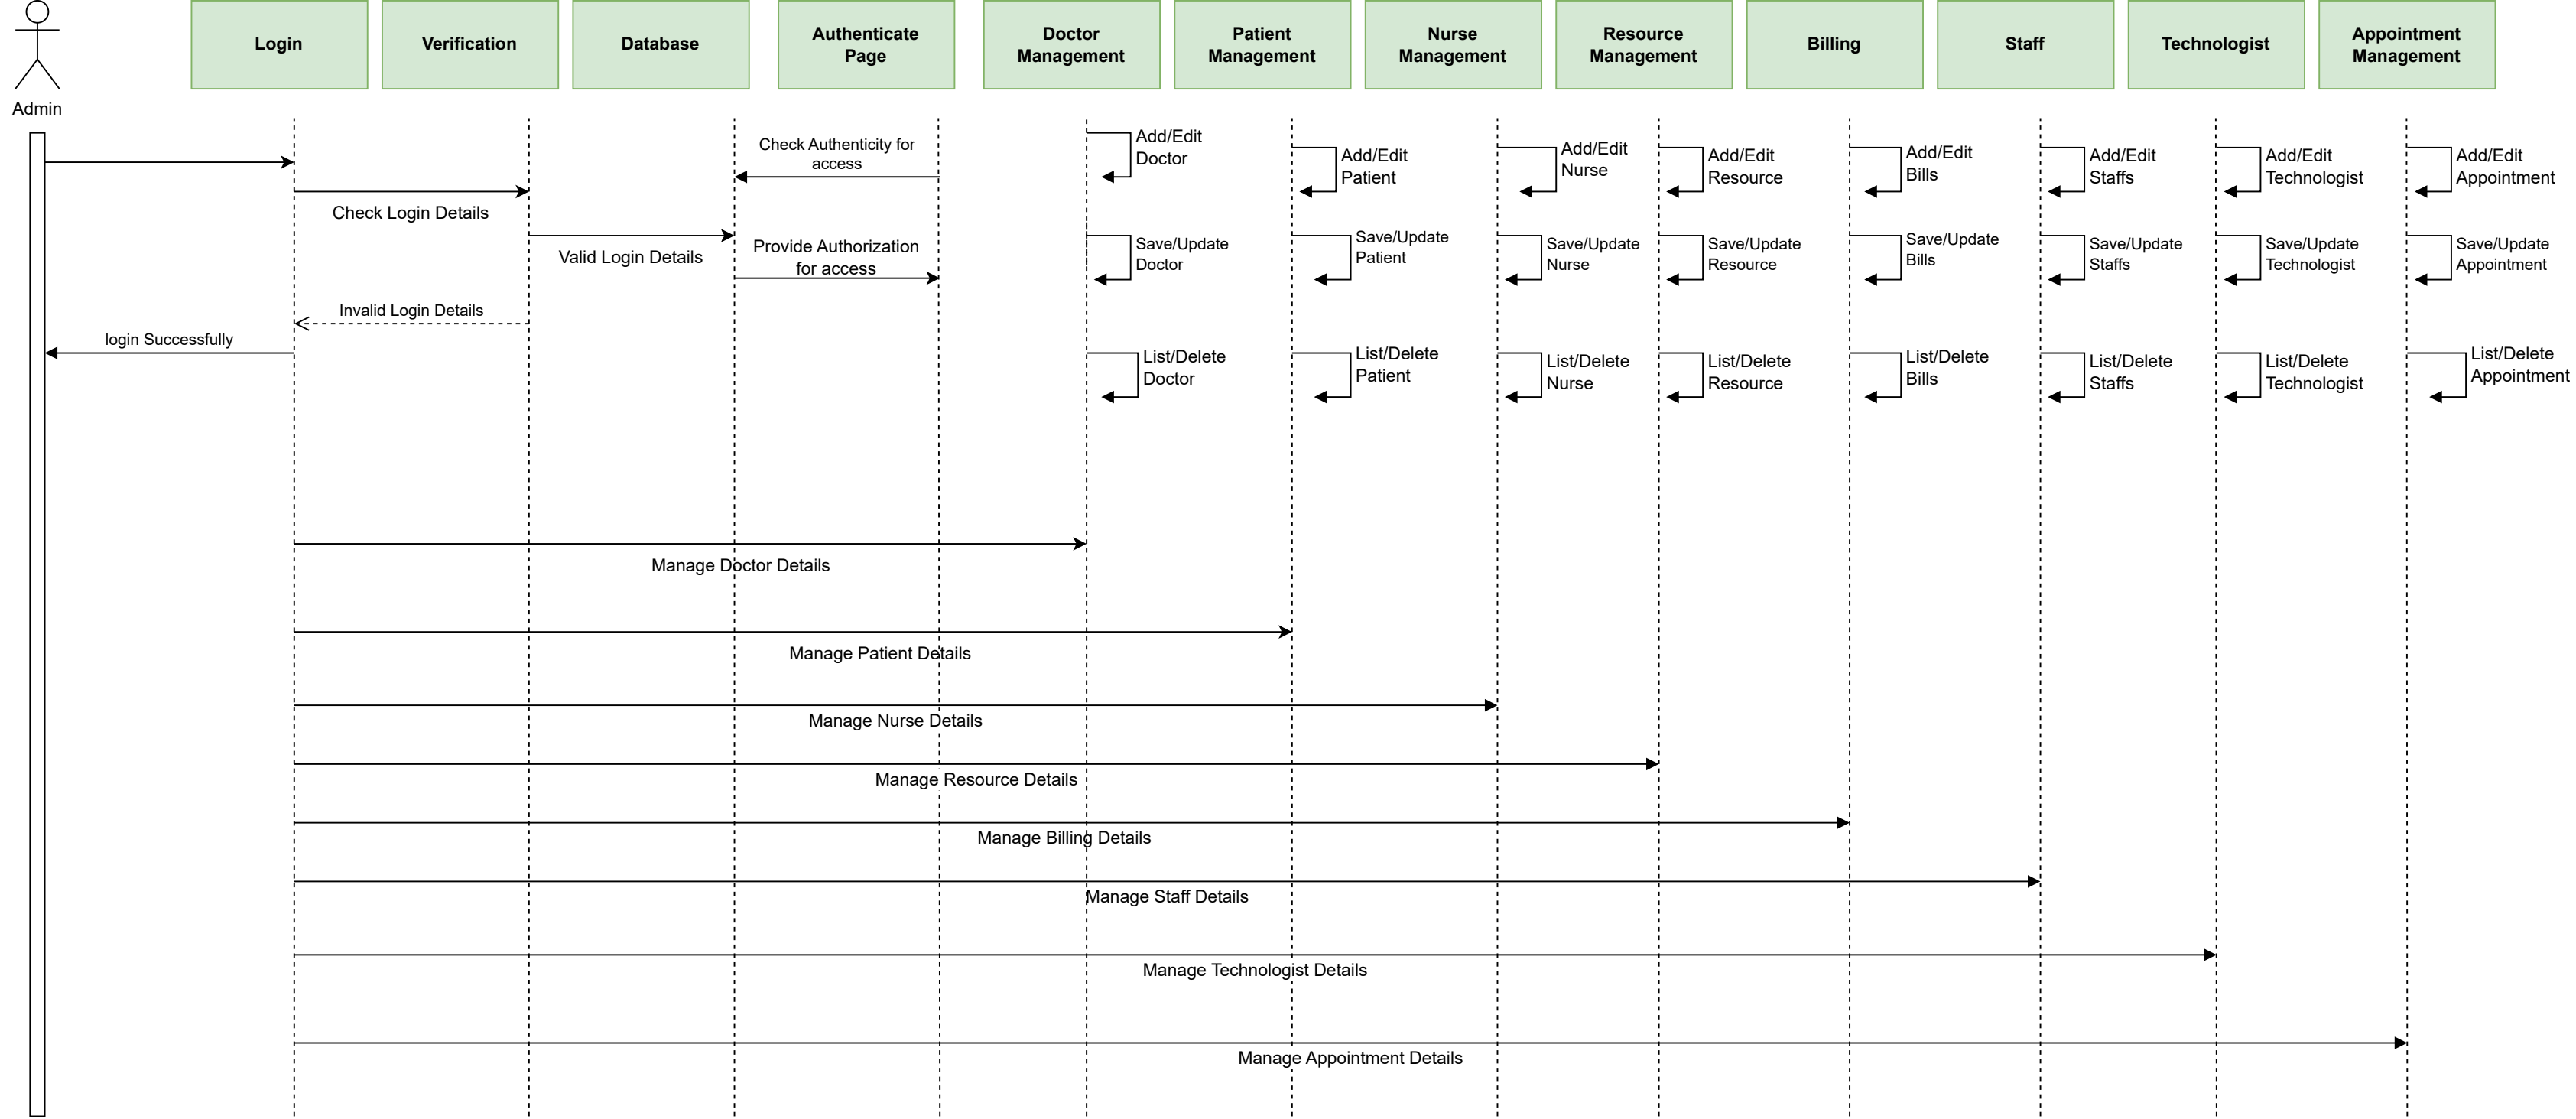 Login
Verification
Database
Authenticate
Page
Doctor
Management
Patient
Management
Nurse
Management
Resource
Management
Billing
Staff
Technologist
Appointment
Management
Admin
Check Authenticity for
access
Add/Edit
Doctor
Add/Edit
Patient
Add/Edit
Nurse
Add/Edit
Resource
Add/Edit
Bills
Add/Edit
Staffs
Add/Edit
Technologist
Add/Edit
Appointment
Check Login Details
Valid Login Details
Provide Authorization
for access
Save/Update
Doctor
Save/Update
Patient
Save/Update
Nurse
Save/Update
Resource
Save/Update
Bills
Save/Update
Staffs
Save/Update
Technologist
Save/Update
Appointment
Invalid Login Details
login Successfully
List/Delete
Doctor
List/Delete
Patient
List/Delete
Nurse
List/Delete
Resource
List/Delete
Bills
List/Delete
Staffs
List/Delete
Technologist
List/Delete
Appointment
Manage Doctor Details
Manage Patient Details
Manage Nurse Details
Manage Resource Details
Manage Billing Details
Manage Staff Details
Manage Technologist Details
Manage Appointment Details